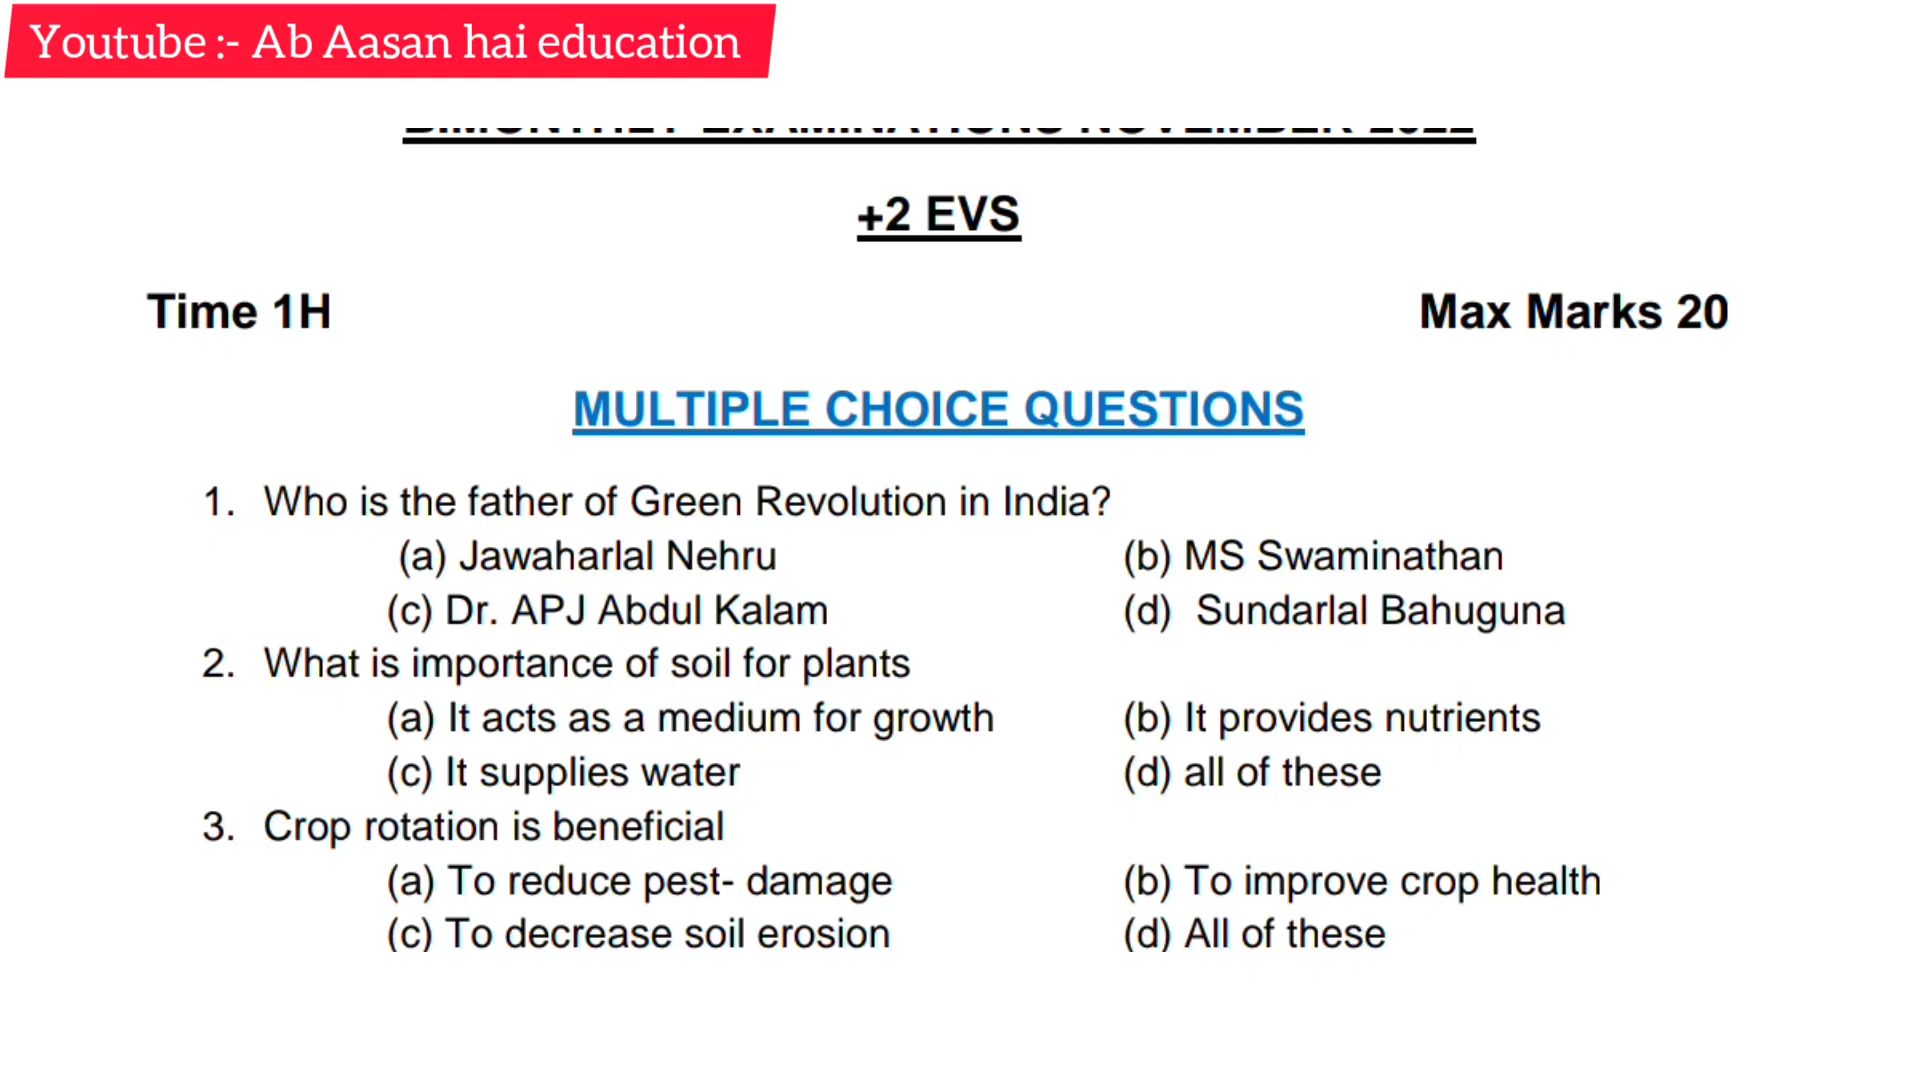 Youtube :- Ab Aasan hai education
BIMONTHLY EXAMINATIONS NOVEMBER 2022
+2 EVS
Time 1H Max Marks 20
MULTIPLE CHOICE QUESTIONS
1. Who is the father of Green Revolution in India?
(a) Jawaharlal Nehru (b) MS Swaminathan
(c) Dr. APJ Abdul Kalam (d) Sundarlal Bahuguna
2. What is importance of soil for plants
(a) It acts as a medium for growth (b) It provides nutrients
(c) It supplies water (d) all of these
3. Crop rotation is beneficial
(a) To reduce pest- damage (b) To improve crop health
(c) To decrease soil erosion (d) All of these